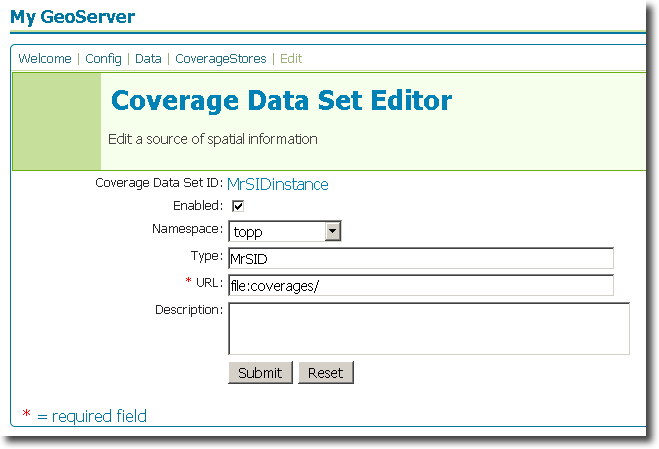 My GeoServer
Welcome | Config | Data | CoverageStores | Edit
Coverage Data Set Editor
Edit a source of spatial information
Coverage Data Set ID: MrSIDinstance
Enabled:
Namespace: topp
Type: MrSID
* URL: file:coverages/
Description:
Submit Reset
* = required field